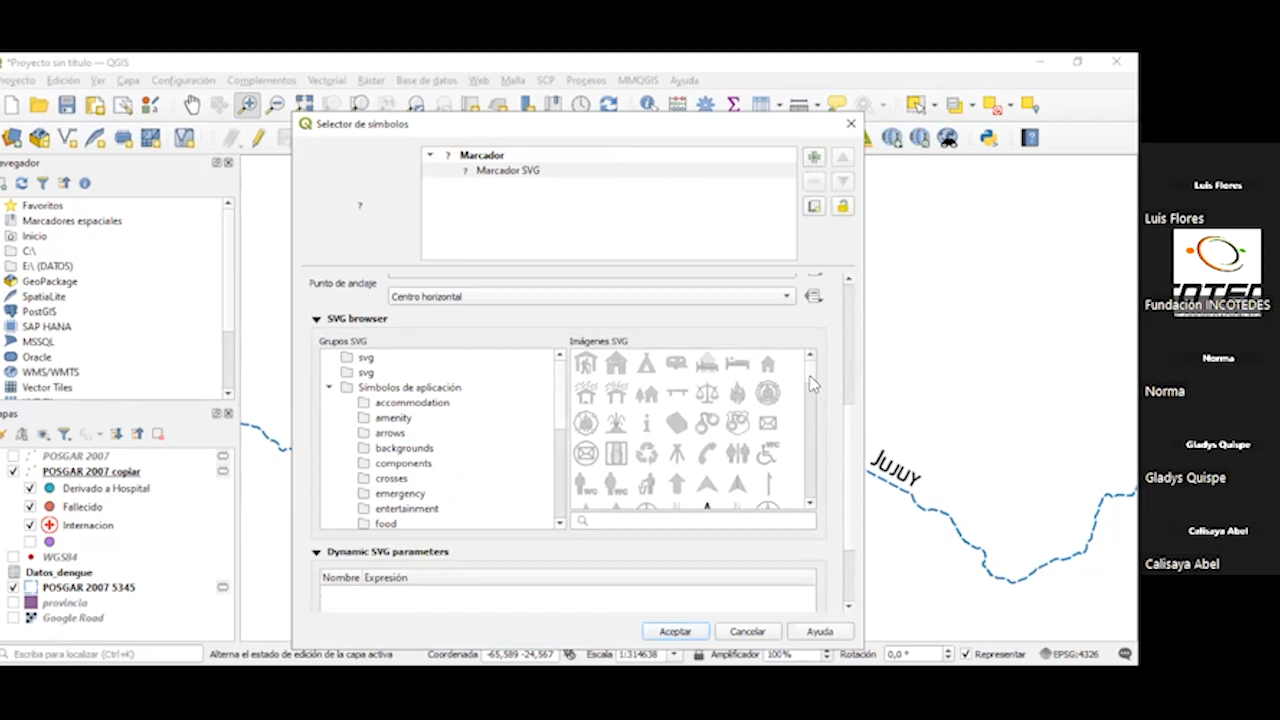 *Proyecto sin título — QGIS
royecto Edición Ver Capa Configuración Complementos Vectorial Ráster Base de datos Web Malla SCP Procesos MMQGIS Ayuda
Selector de símbolos
Marcador
Marcador SVG
?
Punto de anclaje
Centro horizontal
SVG browser
Grupos SVG
Imágenes SVG
svg
svg
Símbolos de aplicación
accommodation
amenity
arrows
backgrounds
components
crosses
emergency
entertainment
food
Dynamic SVG parameters
Nombre Expresión
Aceptar
Cancelar
Ayuda
avegador
Favoritos
Marcadores espaciales
Inicio
C:\
E:\ (DATOS)
GeoPackage
SpatiaLite
PostGIS
SAP HANA
MSSQL
Oracle
WMS/WMTS
Vector Tiles
apas
POSGAR 2007
POSGAR 2007 copiar
Derivado a Hospital
Fallecido
Internacion
WGS84
Datos_dengue
POSGAR 2007 5345
provincia
Google Road
JUJUY
Escriba para localizar (Ctrl+K)
Alterna el estado de edición de la capa activa
Coordenada -65,589 -24,567
Escala 1:314638
Amplificador 100%
Rotación 0,0 °
Representar
EPSG:4326
Luis Flores
Luis Flores
Fundación INCOTEDES
Norma
Norma
Gladys Quispe
Gladys Quispe
Calisaya Abel
Calisaya Abel